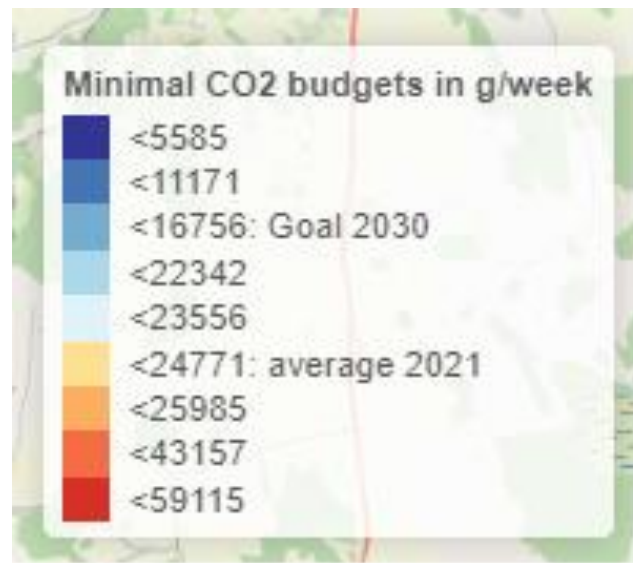 Minimal CO2 budgets in g/week
<5585
<11171
<16756: Goal 2030
<22342
<23556
<24771: average 2021
<25985
<43157
<59115